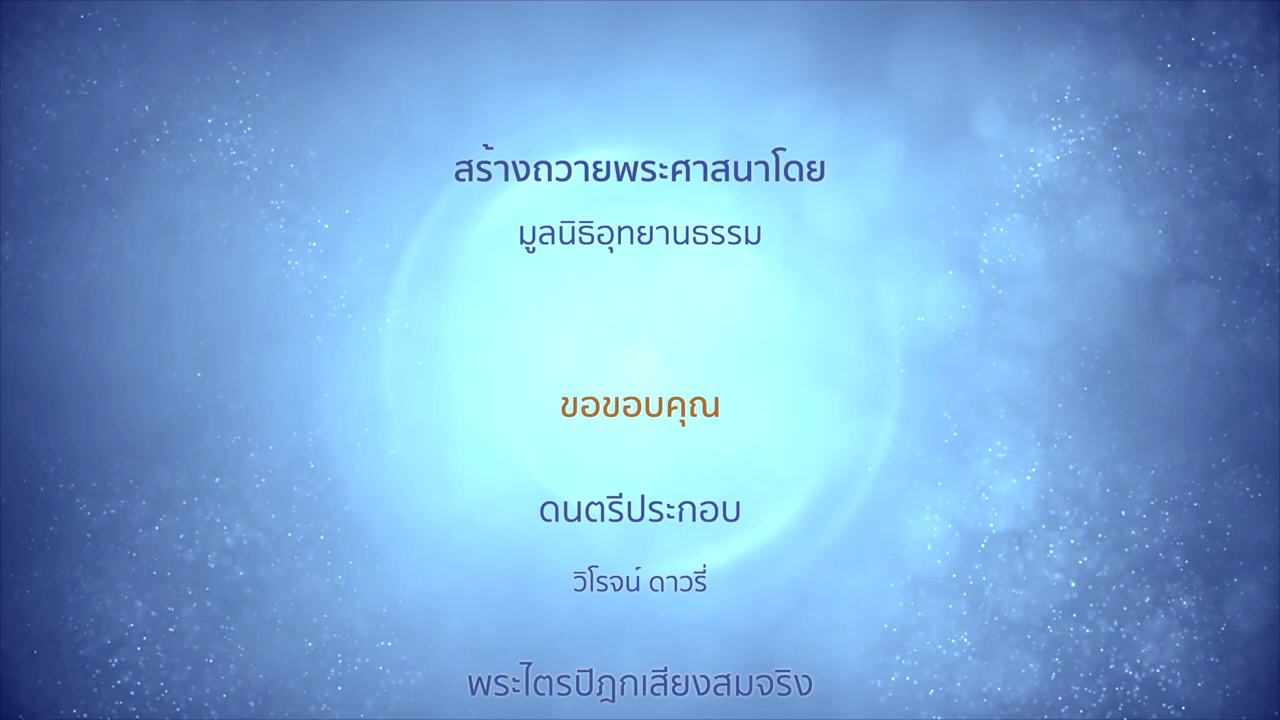 สร้างถวายพระศาสนาโดย
มูลนิธิอุทยานธรรม
ขอขอบคุณ
ดนตรีประกอบ
วิโรจน์ ดาวรี่
พระไตรปิฎกเสียงสมจริง